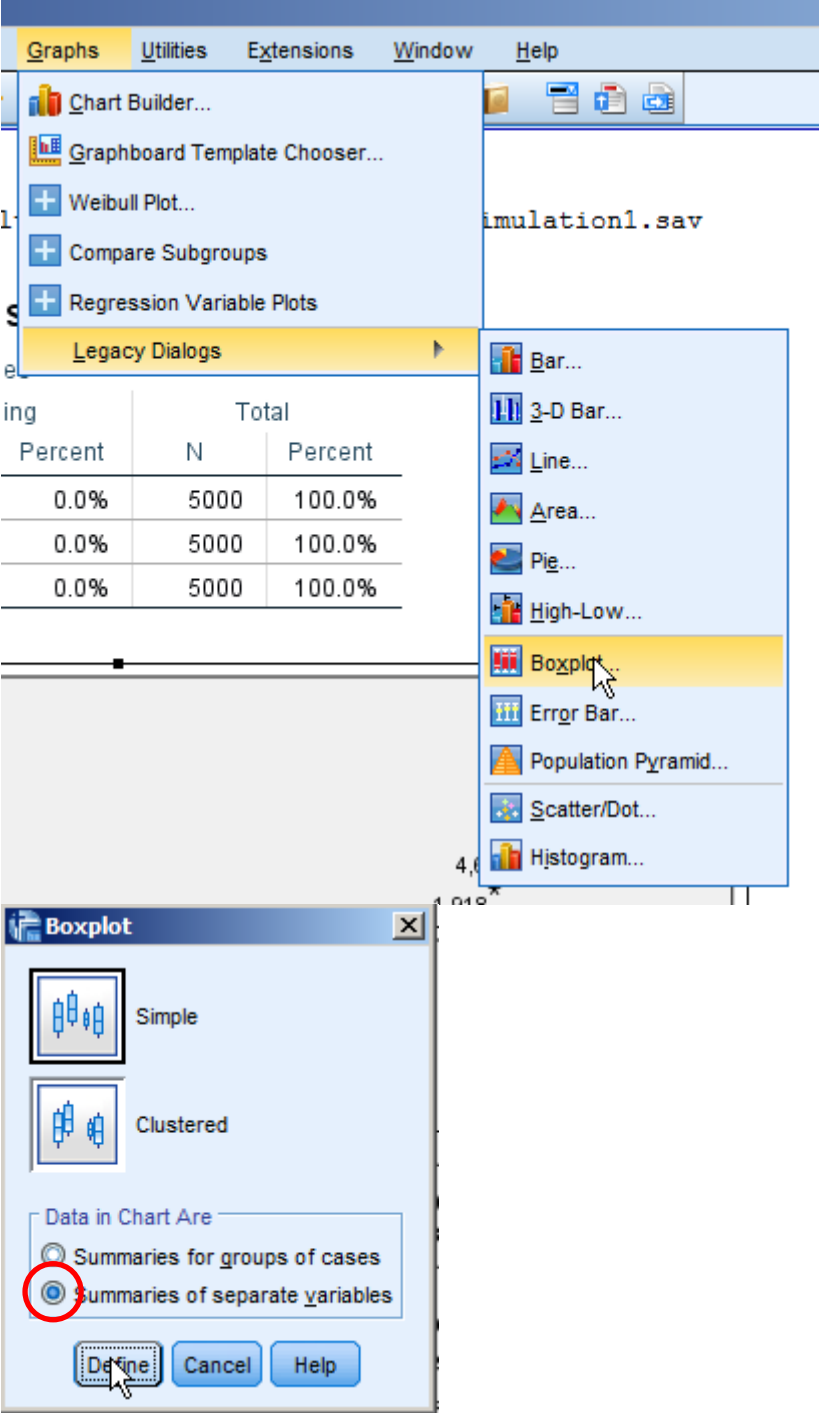 Graphs Utilities Extensions Window Help
Chart Builder...
Graphboard Template Chooser...
Weibull Plot...
imulation1.sav
Compare Subgroups
Regression Variable Plots
S
Legacy Dialogs
Bar...
ing Total
3-D Bar...
Percent N Percent
Line...
0.0% 5000 100.0%
Area...
0.0% 5000 100.0%
Pie...
0.0% 5000 100.0%
High-Low...
Boxplot...
Error Bar...
Population Pyramid...
Scatter/Dot...
Histogram...
Boxplot
Simple
Clustered
Data in Chart Are
Summaries for groups of cases
Summaries of separate variables
Define Cancel Help